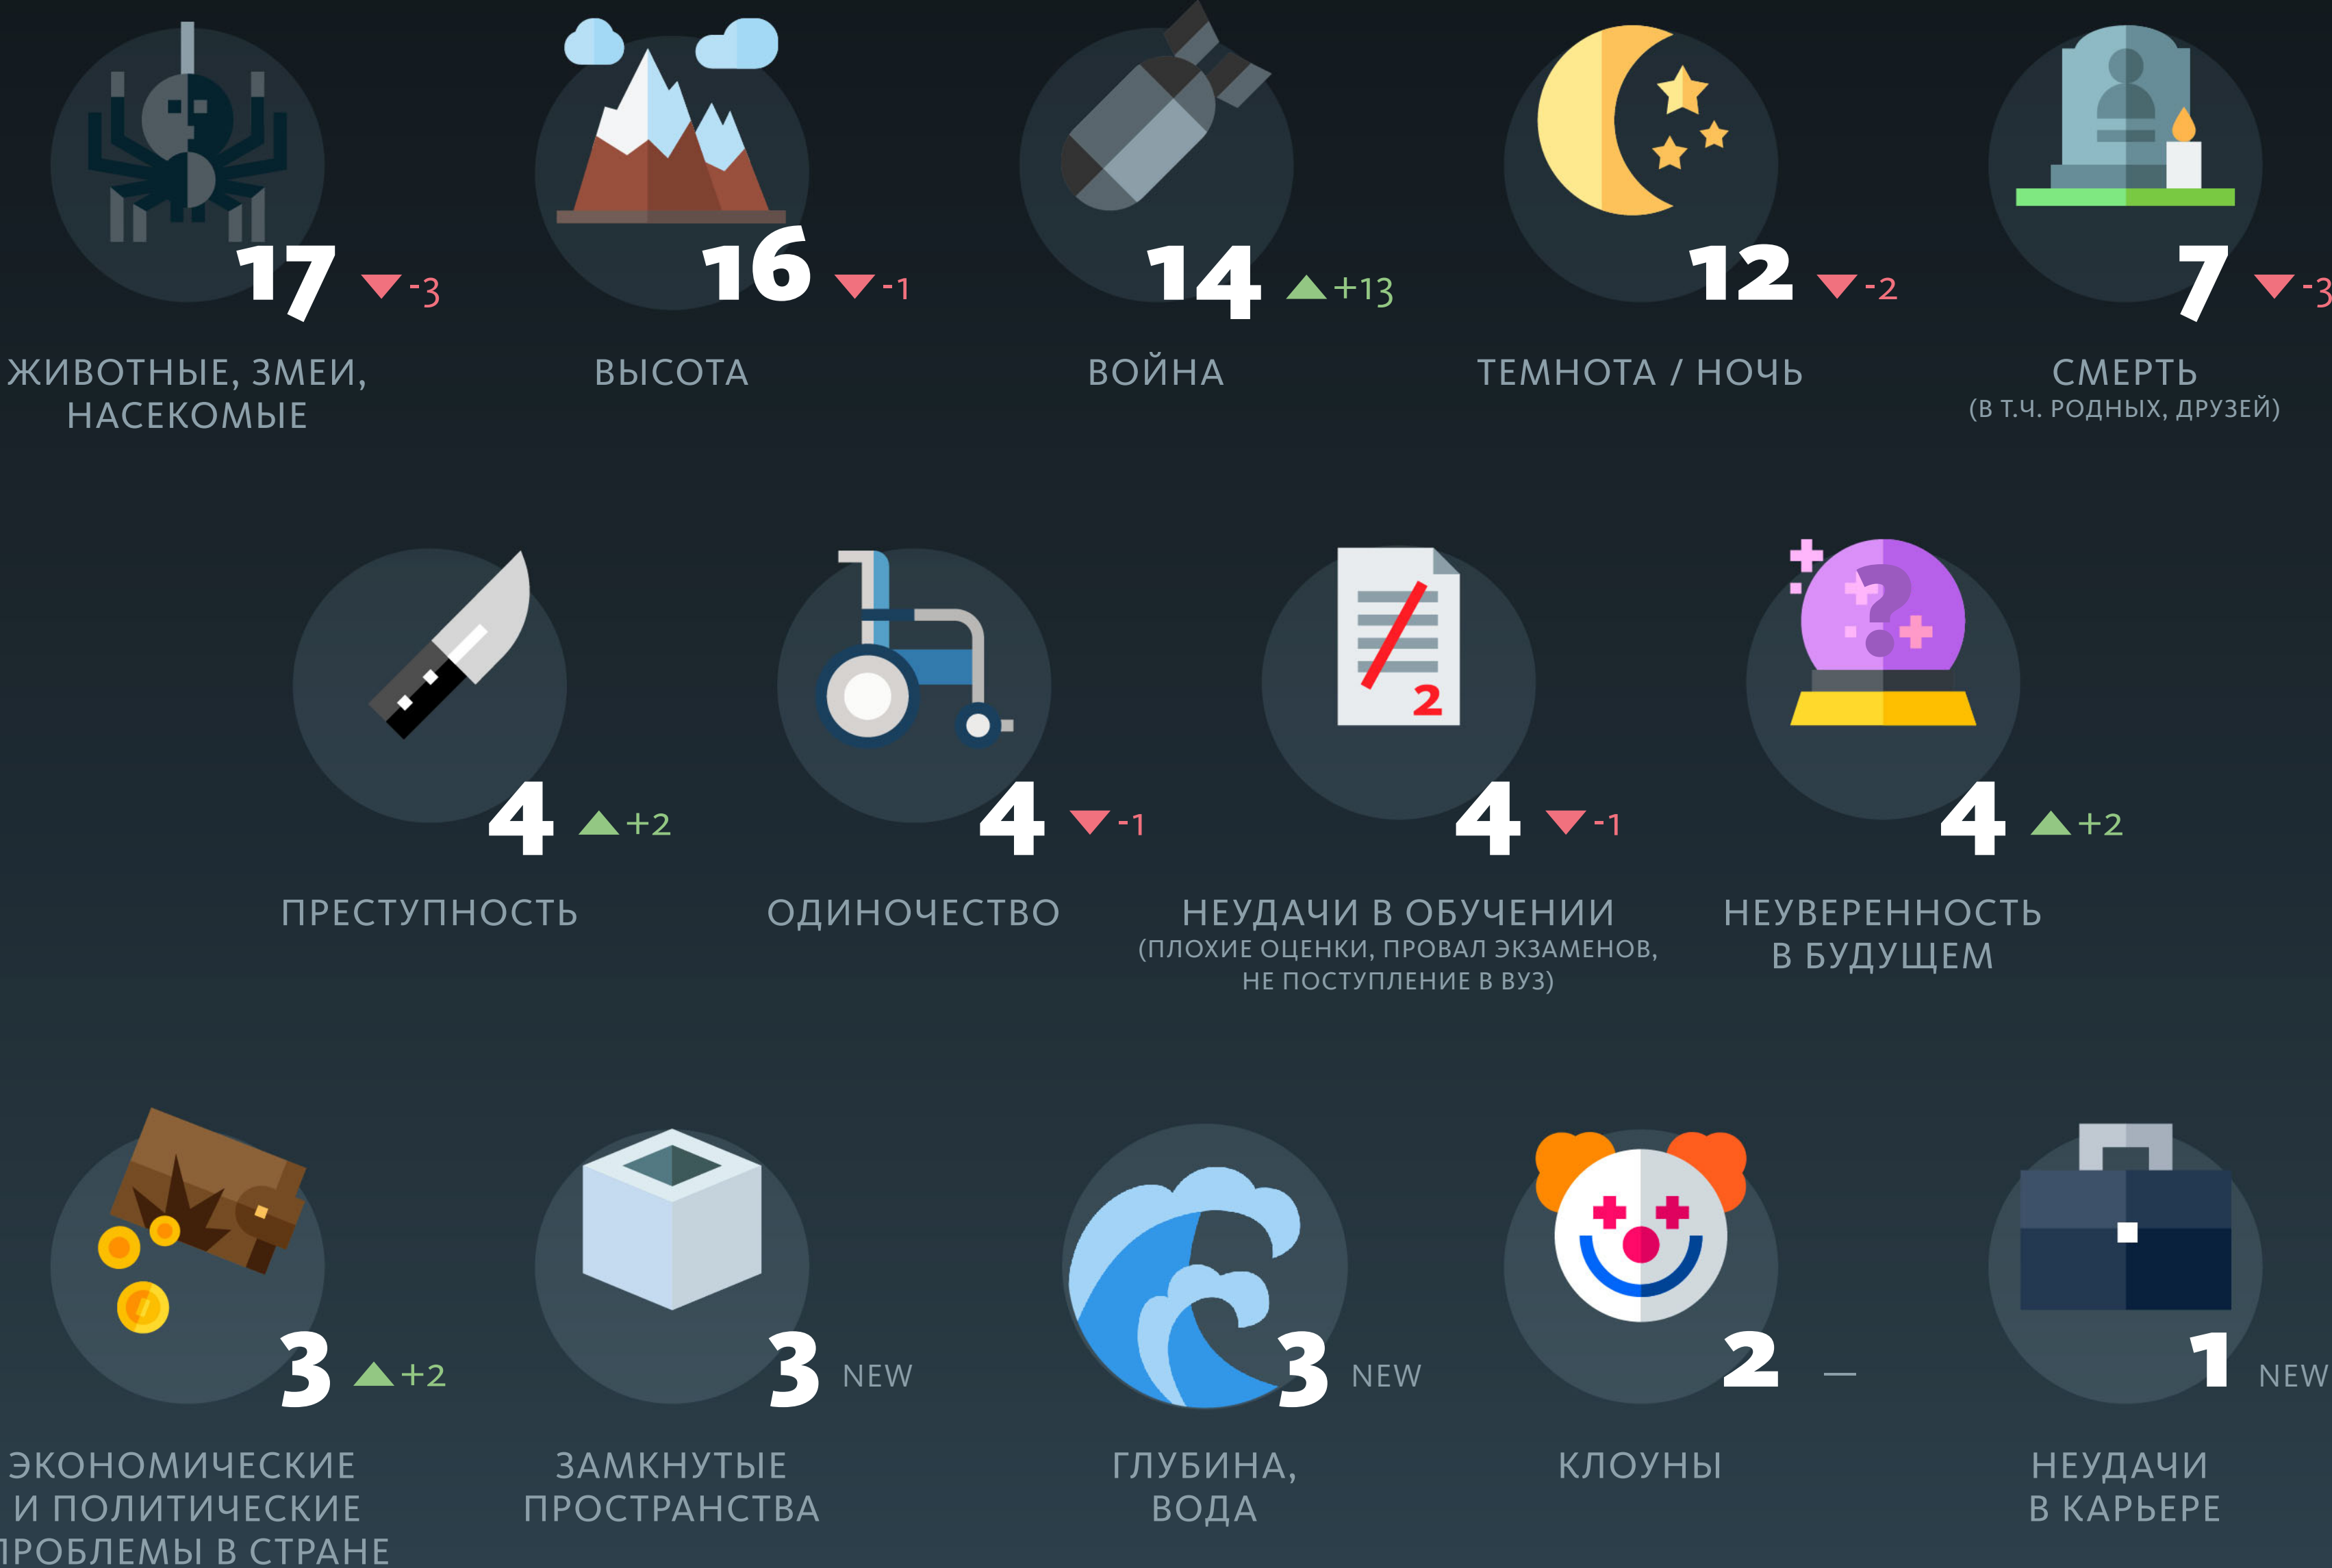 17 -3
16 -1
14 +13
12 -2
7 -3
ЖИВОТНЫЕ, ЗМЕИ,
НАСЕКОМЫЕ
ВЫСОТА
ВОЙНА
ТЕМНОТА / НОЧЬ
СМЕРТЬ
(В Т.Ч. РОДНЫХ, ДРУЗЕЙ)
2
?
4 +2
4 -1
4 -1
4 +2
ПРЕСТУПНОСТЬ
ОДИНОЧЕСТВО
НЕУДАЧИ В ОБУЧЕНИИ
(ПЛОХИЕ ОЦЕНКИ, ПРОВАЛ ЭКЗАМЕНОВ,
НЕ ПОСТУПЛЕНИЕ В ВУЗ)
НЕУВЕРЕННОСТЬ
В БУДУЩЕМ
3 +2
3 NEW
3 NEW
2 —
1 NEW
ЭКОНОМИЧЕСКИЕ
И ПОЛИТИЧЕСКИЕ
ПРОБЛЕМЫ В СТРАНЕ
ЗАМКНУТЫЕ
ПРОСТРАНСТВА
ГЛУБИНА,
ВОДА
КЛОУНЫ
НЕУДАЧИ
В КАРЬЕРЕ